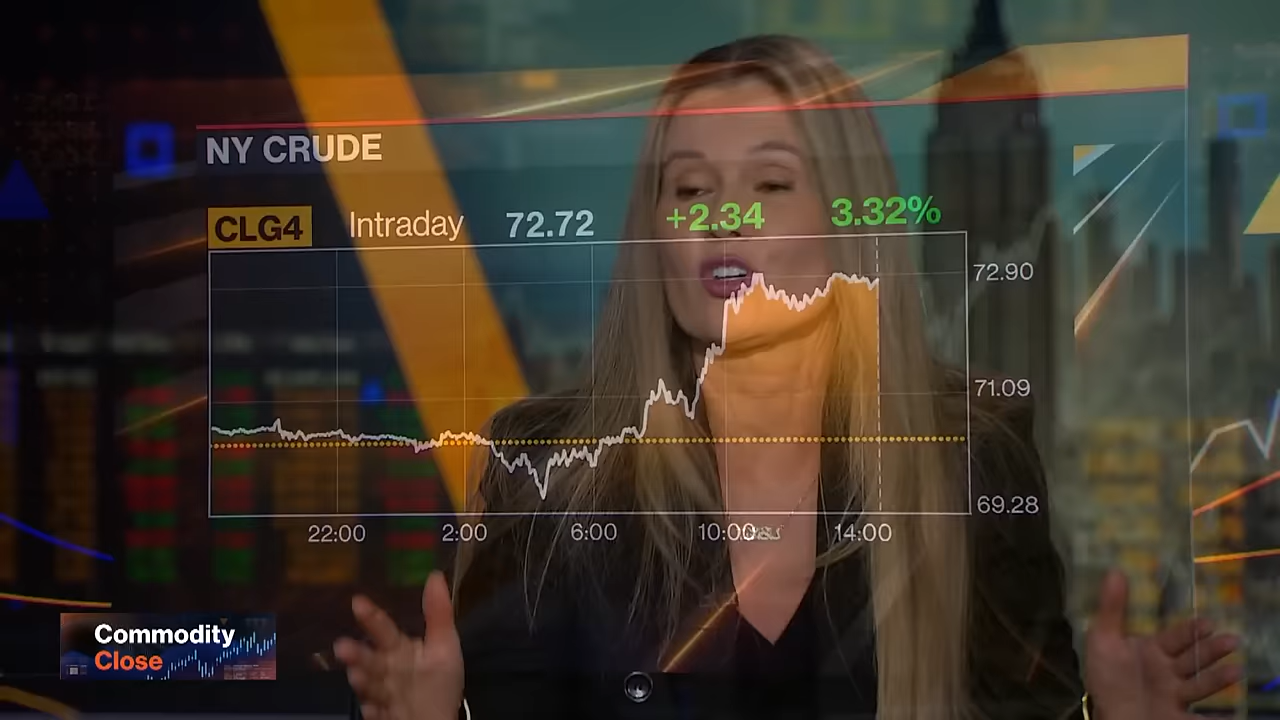 NY CRUDE
CLG4 Intraday 72.72 +2.34 3.32%
72.90
71.09
69.28
22:00 2:00 6:00 10:00 14:00
Commodity
Close